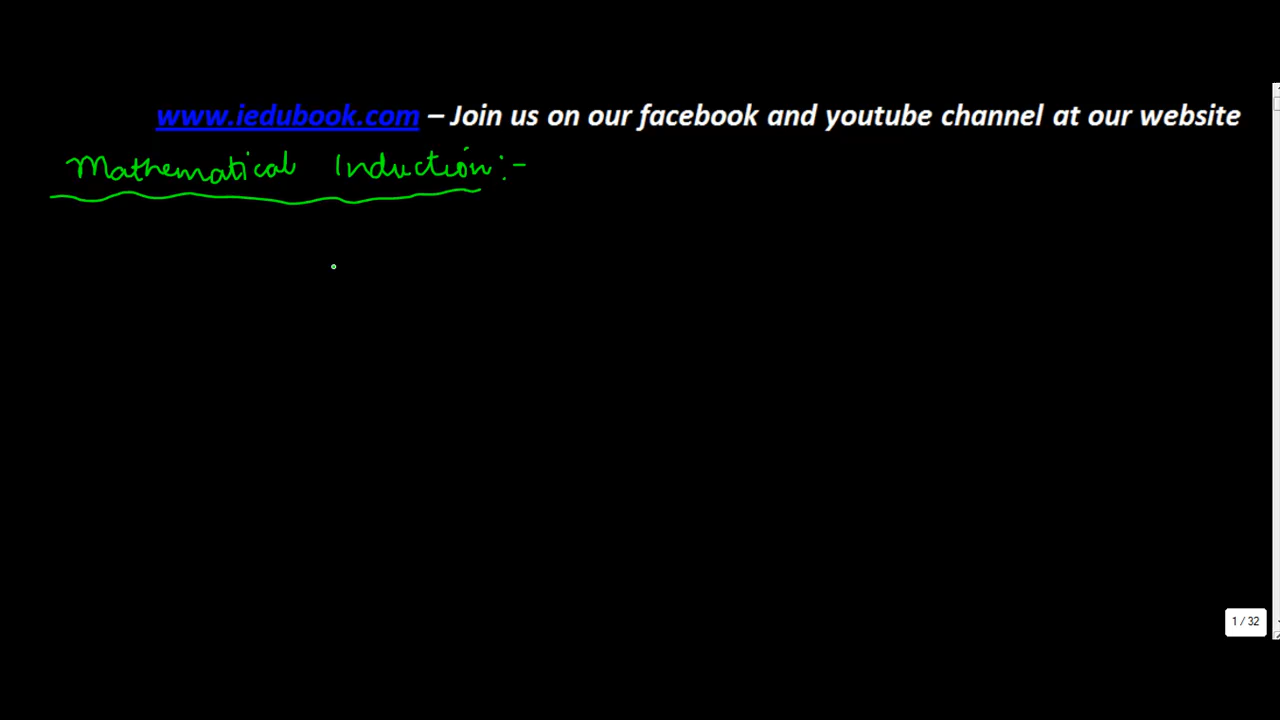 www.iedubook.com – Join us on our facebook and youtube channel at our website
Mathematical Induction:-
1 / 32